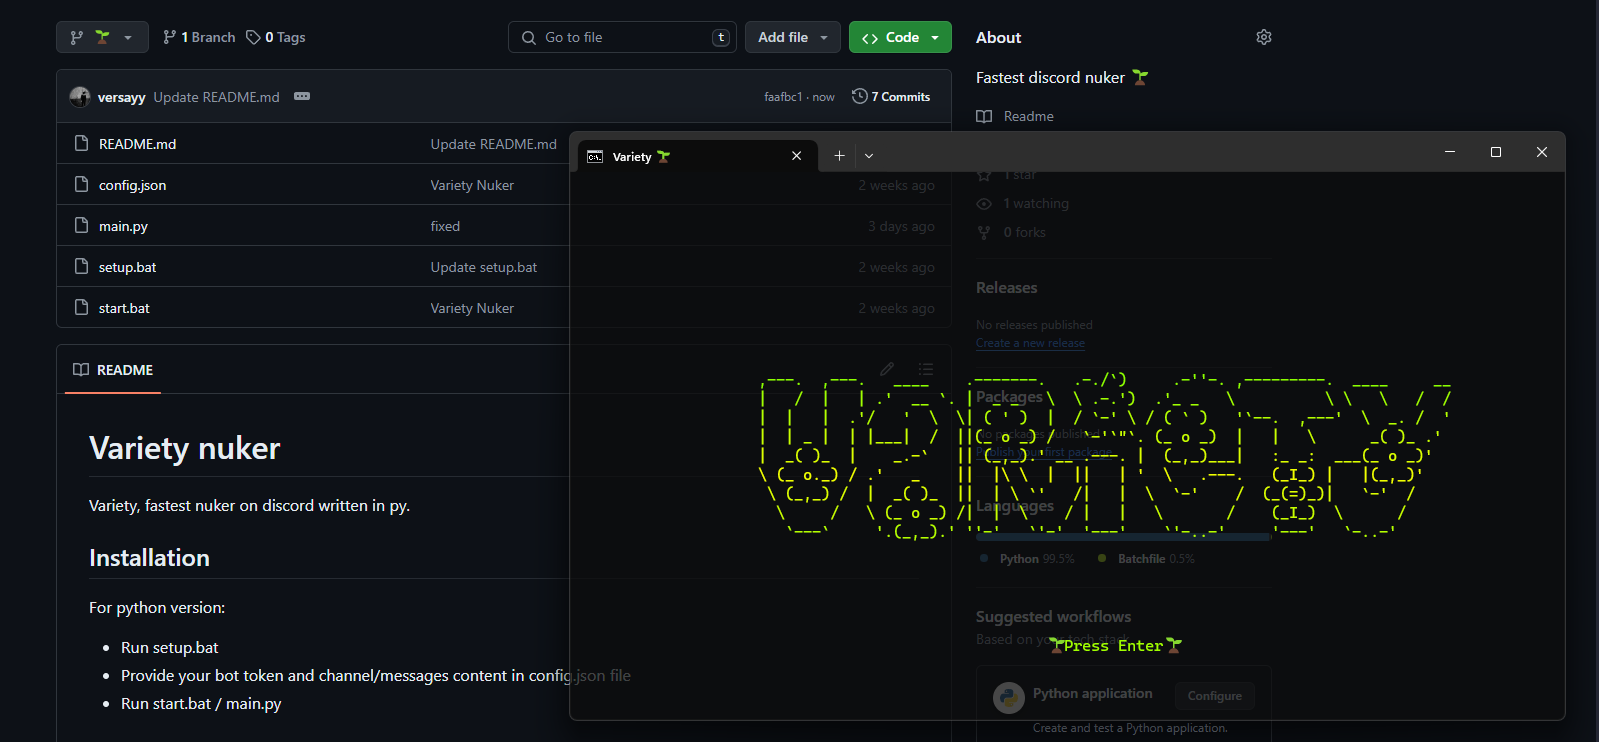 1 Branch 0 Tags
Go to file t
Add file
Code
About
Fastest discord nuker
versayy Update README.md
faafbc1 · now 7 Commits
Readme
README.md Update README.md
config.json Variety Nuker 2 weeks ago
main.py fixed 3 days ago
setup.bat Update setup.bat 2 weeks ago
start.bat Variety Nuker 2 weeks ago
Variety
1 star
1 watching
0 forks
Releases
No releases published
Create a new release
README
Packages
No packages published
Publish your first package
Variety nuker
Variety, fastest nuker on discord written in py.
Installation
For python version:
Run setup.bat
Provide your bot token and channel/messages content in config.json file
Run start.bat / main.py
VARiETY
Languages
Python 99.5% Batchfile 0.5%
Suggested workflows
Based on your tech stack
Press Enter
Python application
Configure
Create and test a Python application.